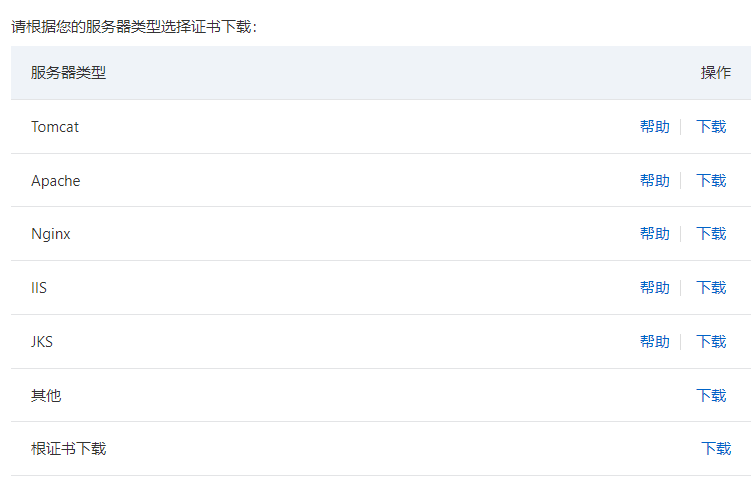 请根据您的服务器类型选择证书下载：
服务器类型 操作
Tomcat 帮助 下载
Apache 帮助 下载
Nginx 帮助 下载
IIS 帮助 下载
JKS 帮助 下载
其他 下载
根证书下载 下载